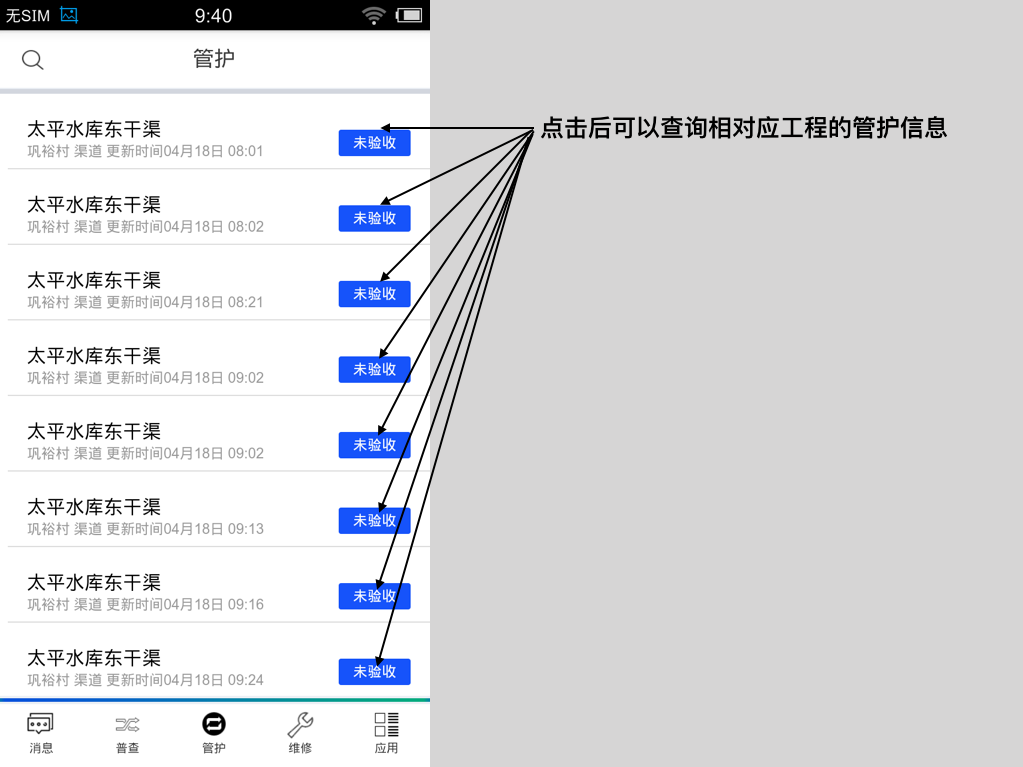 无SIM 9:40
管护
太平水库东干渠
巩裕村 渠道 更新时间04月18日 08:01
未验收
点击后可以查询相对应工程的管护信息
太平水库东干渠
巩裕村 渠道 更新时间04月18日 08:02
未验收
太平水库东干渠
巩裕村 渠道 更新时间04月18日 08:21
未验收
太平水库东干渠
巩裕村 渠道 更新时间04月18日 09:02
未验收
太平水库东干渠
巩裕村 渠道 更新时间04月18日 09:02
未验收
太平水库东干渠
巩裕村 渠道 更新时间04月18日 09:13
未验收
太平水库东干渠
巩裕村 渠道 更新时间04月18日 09:16
未验收
太平水库东干渠
巩裕村 渠道 更新时间04月18日 09:24
未验收
消息 普查 管护 维修 应用